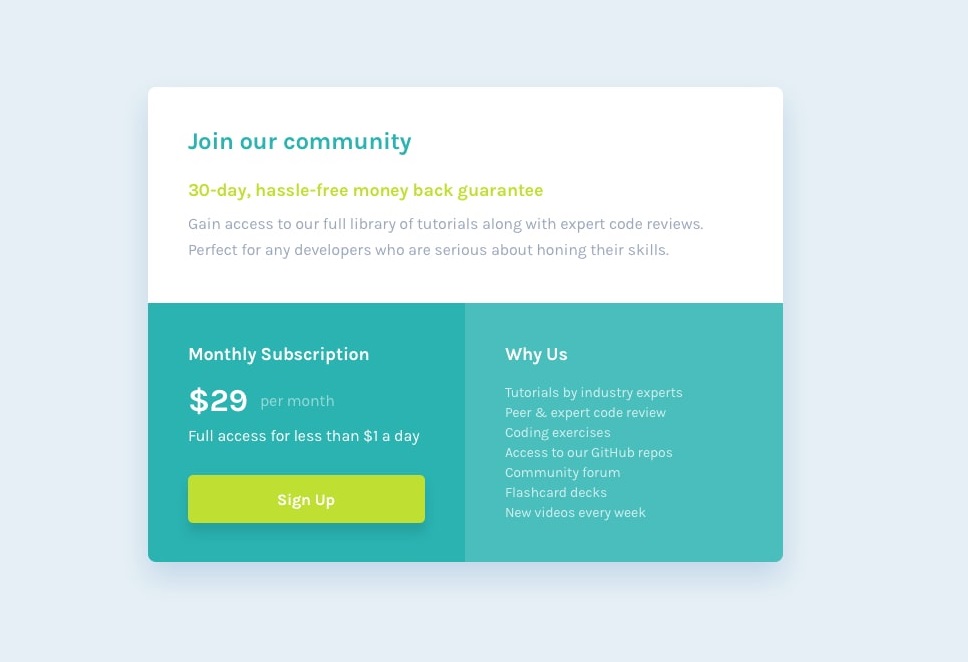 Join our community
30-day, hassle-free money back guarantee
Gain access to our full library of tutorials along with expert code reviews.
Perfect for any developers who are serious about honing their skills.
Monthly Subscription
$29 per month
Full access for less than $1 a day
Sign Up
Why Us
Tutorials by industry experts
Peer & expert code review
Coding exercises
Access to our GitHub repos
Community forum
Flashcard decks
New videos every week